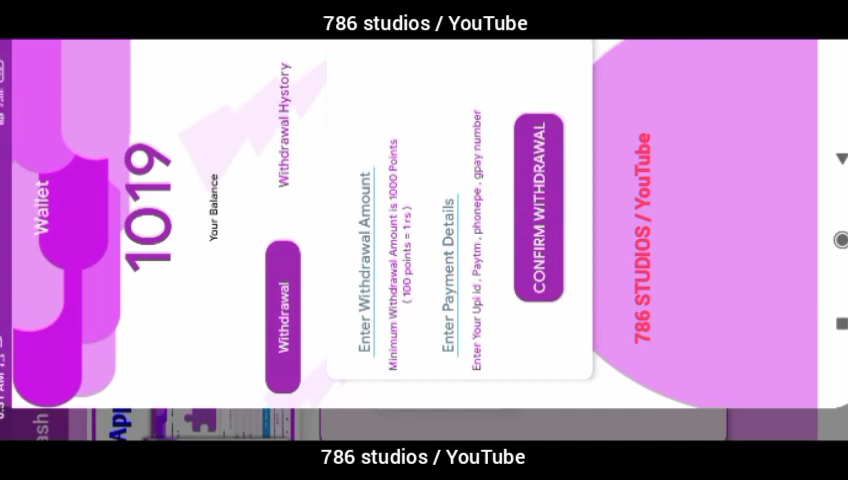 786 studios / YouTube
Wallet
1019
Your Balance
Withdrawal
Withdrawal Hystory
Enter Withdrawal Amount
Minimum Withdrawal Amount is 1000 Points
( 100 points = 1 rs )
Enter Payment Details
Enter Your Upi id , Paytm , phonepe , gpay number
CONFIRM WITHDRAWAL
786 STUDIOS / YouTube
ash
App
786 studios / YouTube